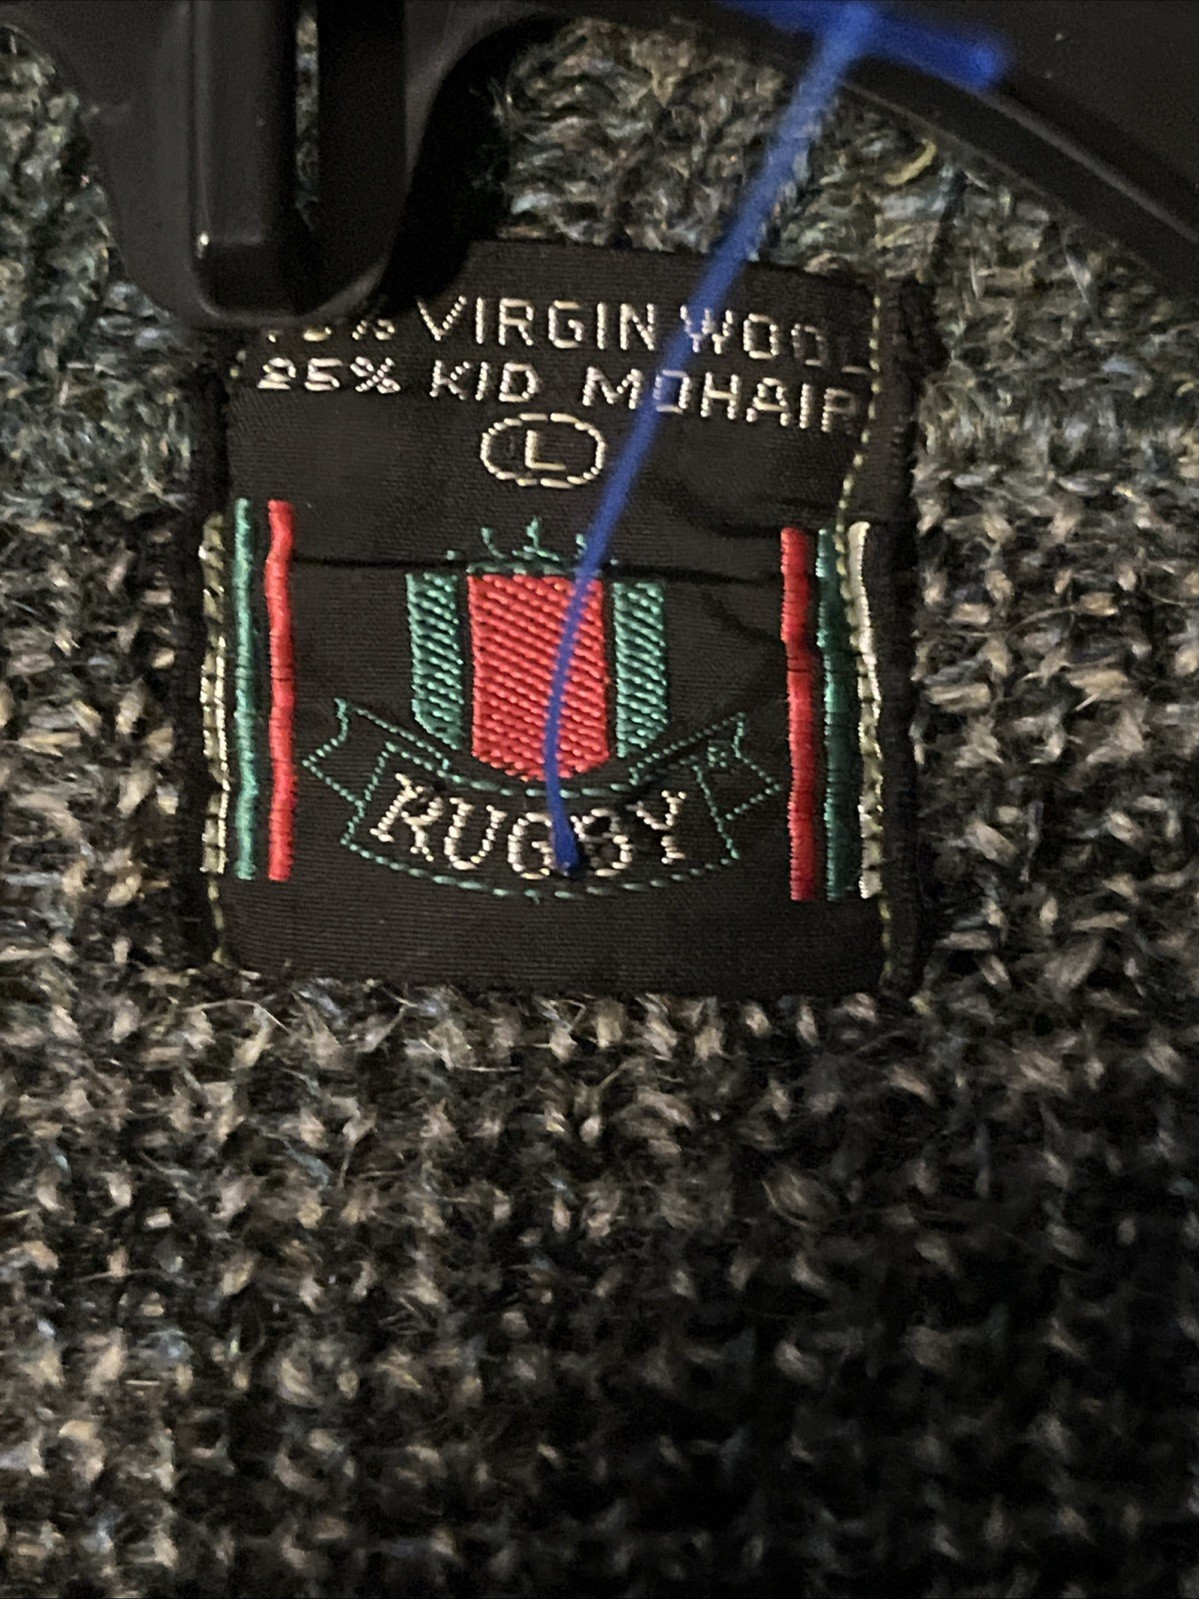 VIRGIN WOOL
25% KID MOHAIR
L
RUGBY